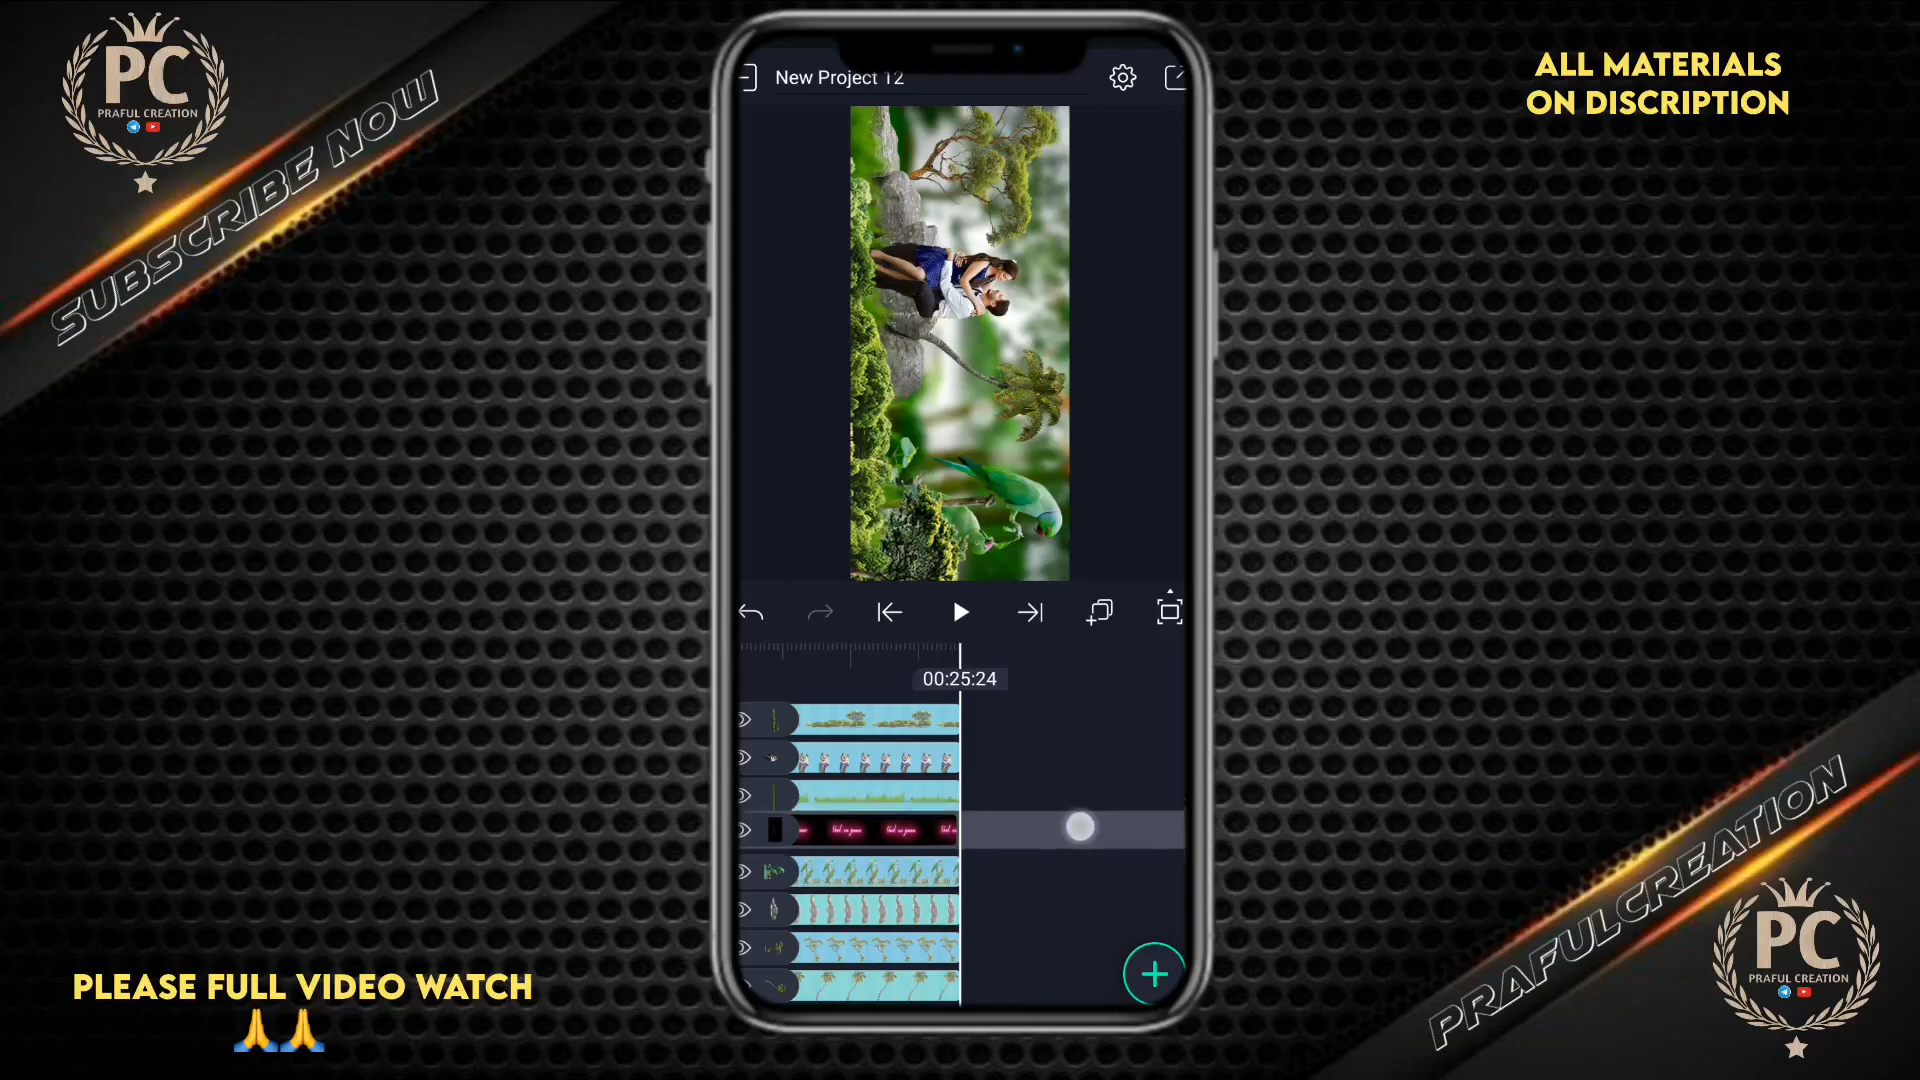 PC
PRAFUL CREATION
SUBSCRIBE NOW
ALL MATERIALS
ON DISCRIPTION
New Project 12
00:25:24
PLEASE FULL VIDEO WATCH
PRAFULCREATION
PC
PRAFUL CREATION